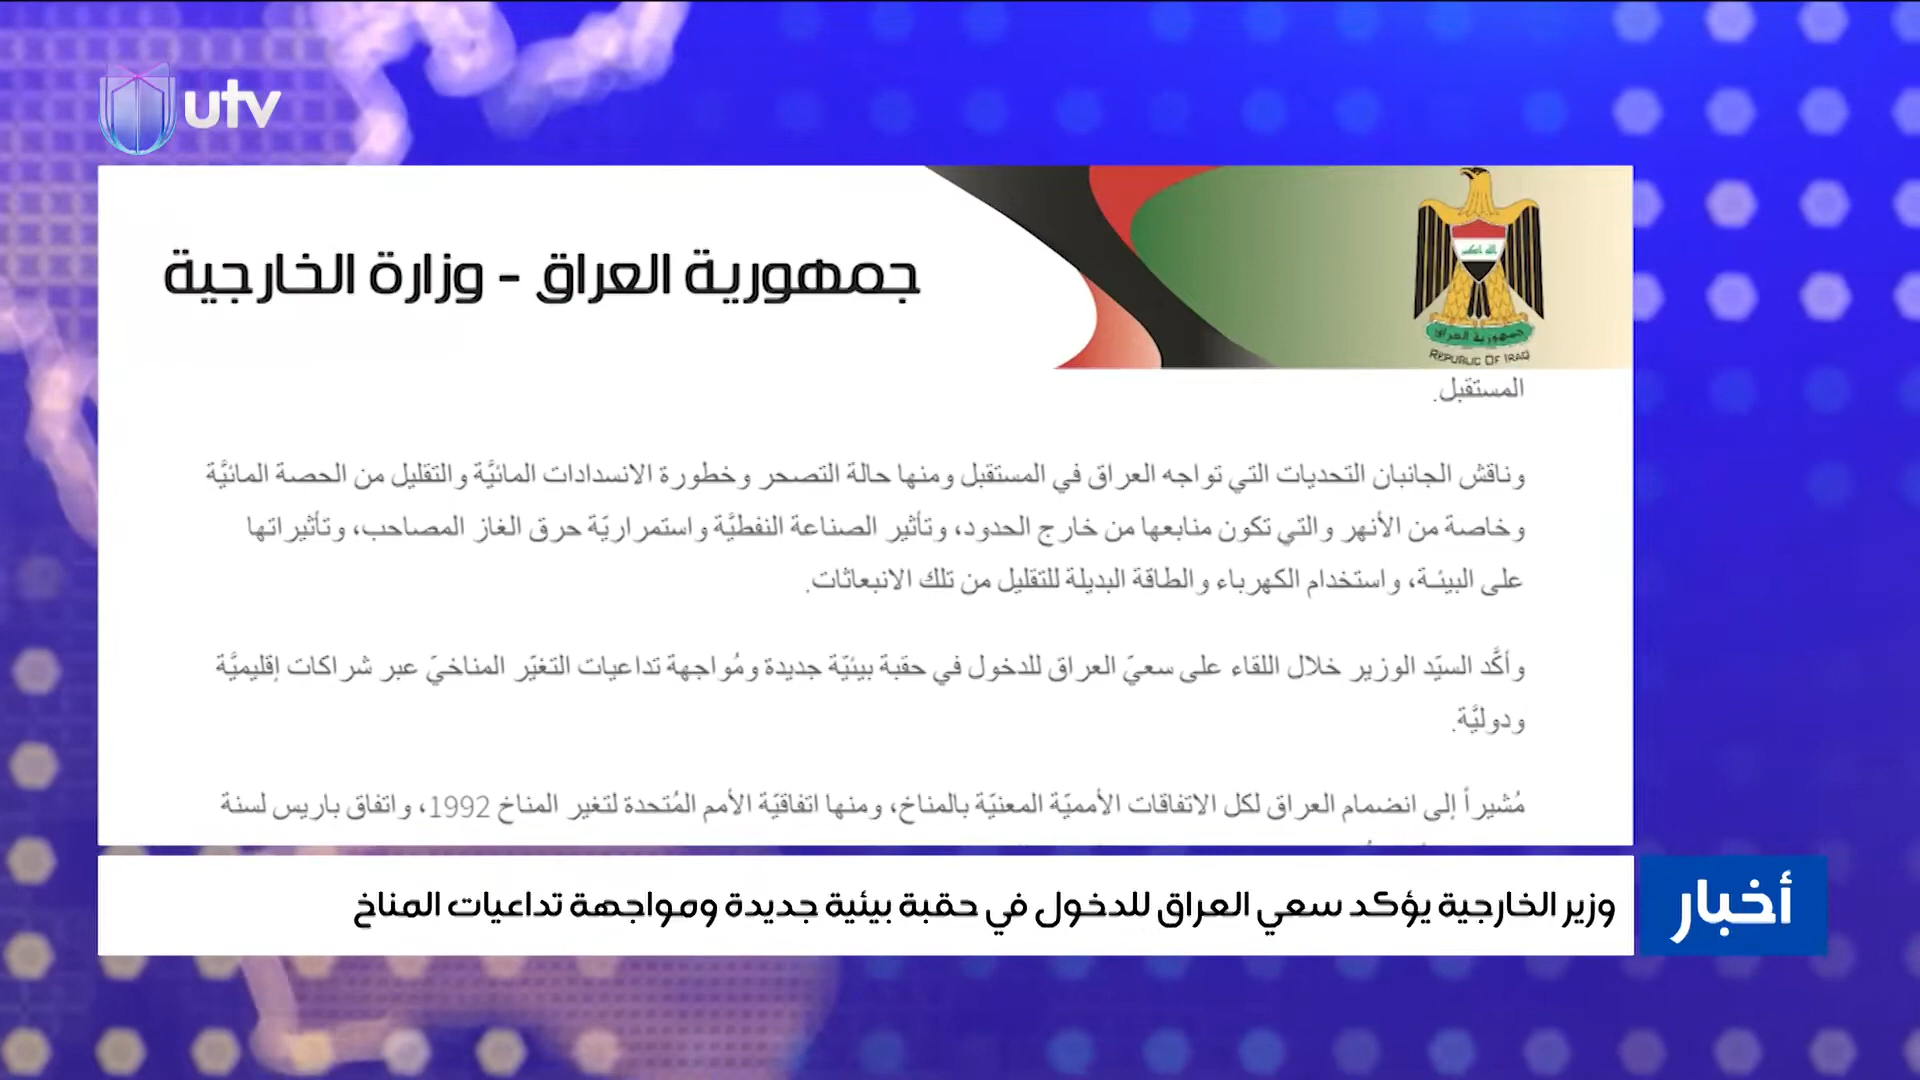 utv
جمهورية العراق - وزارة الخارجية
جمهورية العراق
REPUBLIC OF IRAQ
المستقبل.
وناقش الجانبان التحديات التي تواجه العراق في المستقبل ومنها حالة التصحر وخطورة الانسدادات المائيَّة والتقليل من الحصة المائيَّة
وخاصة من الأنهر والتي تكون منابعها من خارج الحدود، وتأثير الصناعة النفطيَّة واستمراريّة حرق الغاز المصاحب، وتأثيراتها
على البيئـة، واستخدام الكهرباء والطاقة البديلة للتقليل من تلك الانبعاثات.
وأكَّد السيّد الوزير خلال اللقاء على سعيّ العراق للدخول في حقبة بيئيّة جديدة ومُواجهة تداعيات التغيّر المناخيّ عبر شراكات إقليميَّة
ودوليَّة.
مُشيراً إلى انضمام العراق لكل الاتفاقات الأمميّة المعنيّة بالمناخ، ومنها اتفاقيّة الأمم المُتحدة لتغير المناخ 1992، واتفاق باريس لسنة
وزير الخارجية يؤكد سعي العراق للدخول في حقبة بيئية جديدة ومواجهة تداعيات المناخ
أخبار